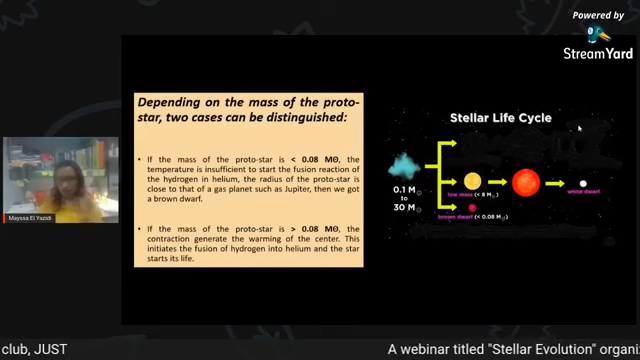 Powered by
StreamYard
Depending on the mass of the proto-
star, two cases can be distinguished:
• If the mass of the proto-star is < 0.08 MΘ, the
temperature is insufficient to start the fusion reaction of
the hydrogen in helium, the radius of the proto-star is
close to that of a gas planet such as Jupiter, then we got
a brown dwarf.
• If the mass of the proto-star is > 0.08 MΘ, the
contraction generate the warming of the center. This
initiates the fusion of hydrogen into helium and the star
starts its life.
Stellar Life Cycle
0.1 M☉
to
30 M☉
low mass (< 8 M☉)
white dwarf
brown dwarf (< 0.08 M☉)
Mayssa El Yazidi
club, JUST
A webinar titled "Stellar Evolution" organi